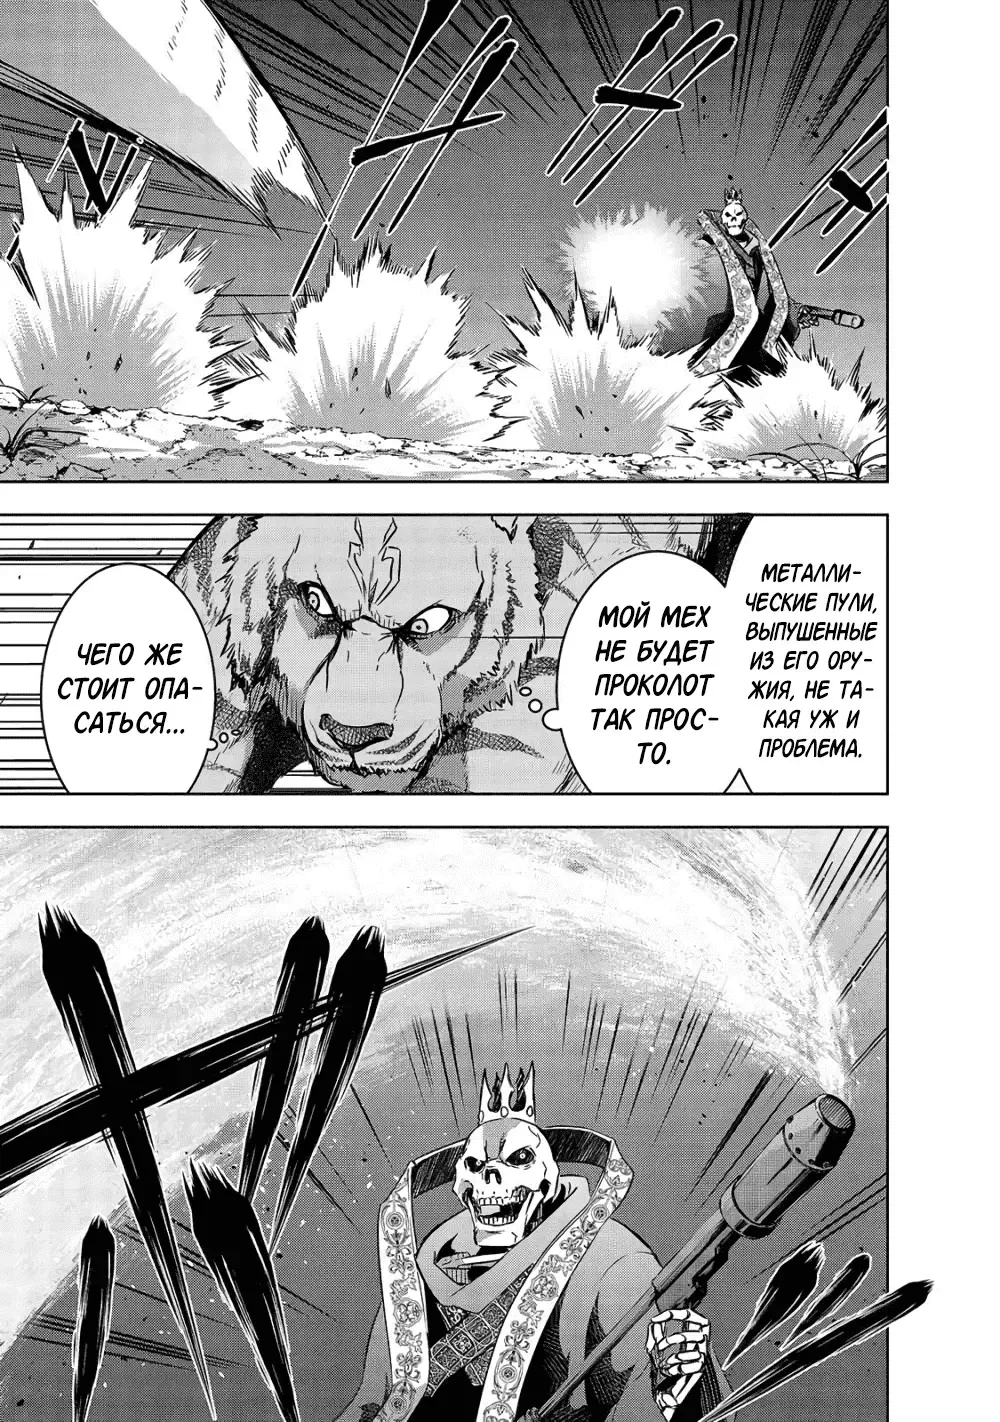 МЕТАЛЛИ-
ЧЕСКИЕ ПУЛИ,
ВЫПУШЕННЫЕ
ИЗ ЕГО ОРУ-
ЖИЯ, НЕ ТА-
КАЯ УЖ И
ПРОБЛЕМА.
МОЙ МЕХ
НЕ БУДЕТ
ПРОКОЛОТ
ТАК ПРОС-
ТО.
ЧЕГО ЖЕ
СТОИТ ОПА-
САТЬСЯ...